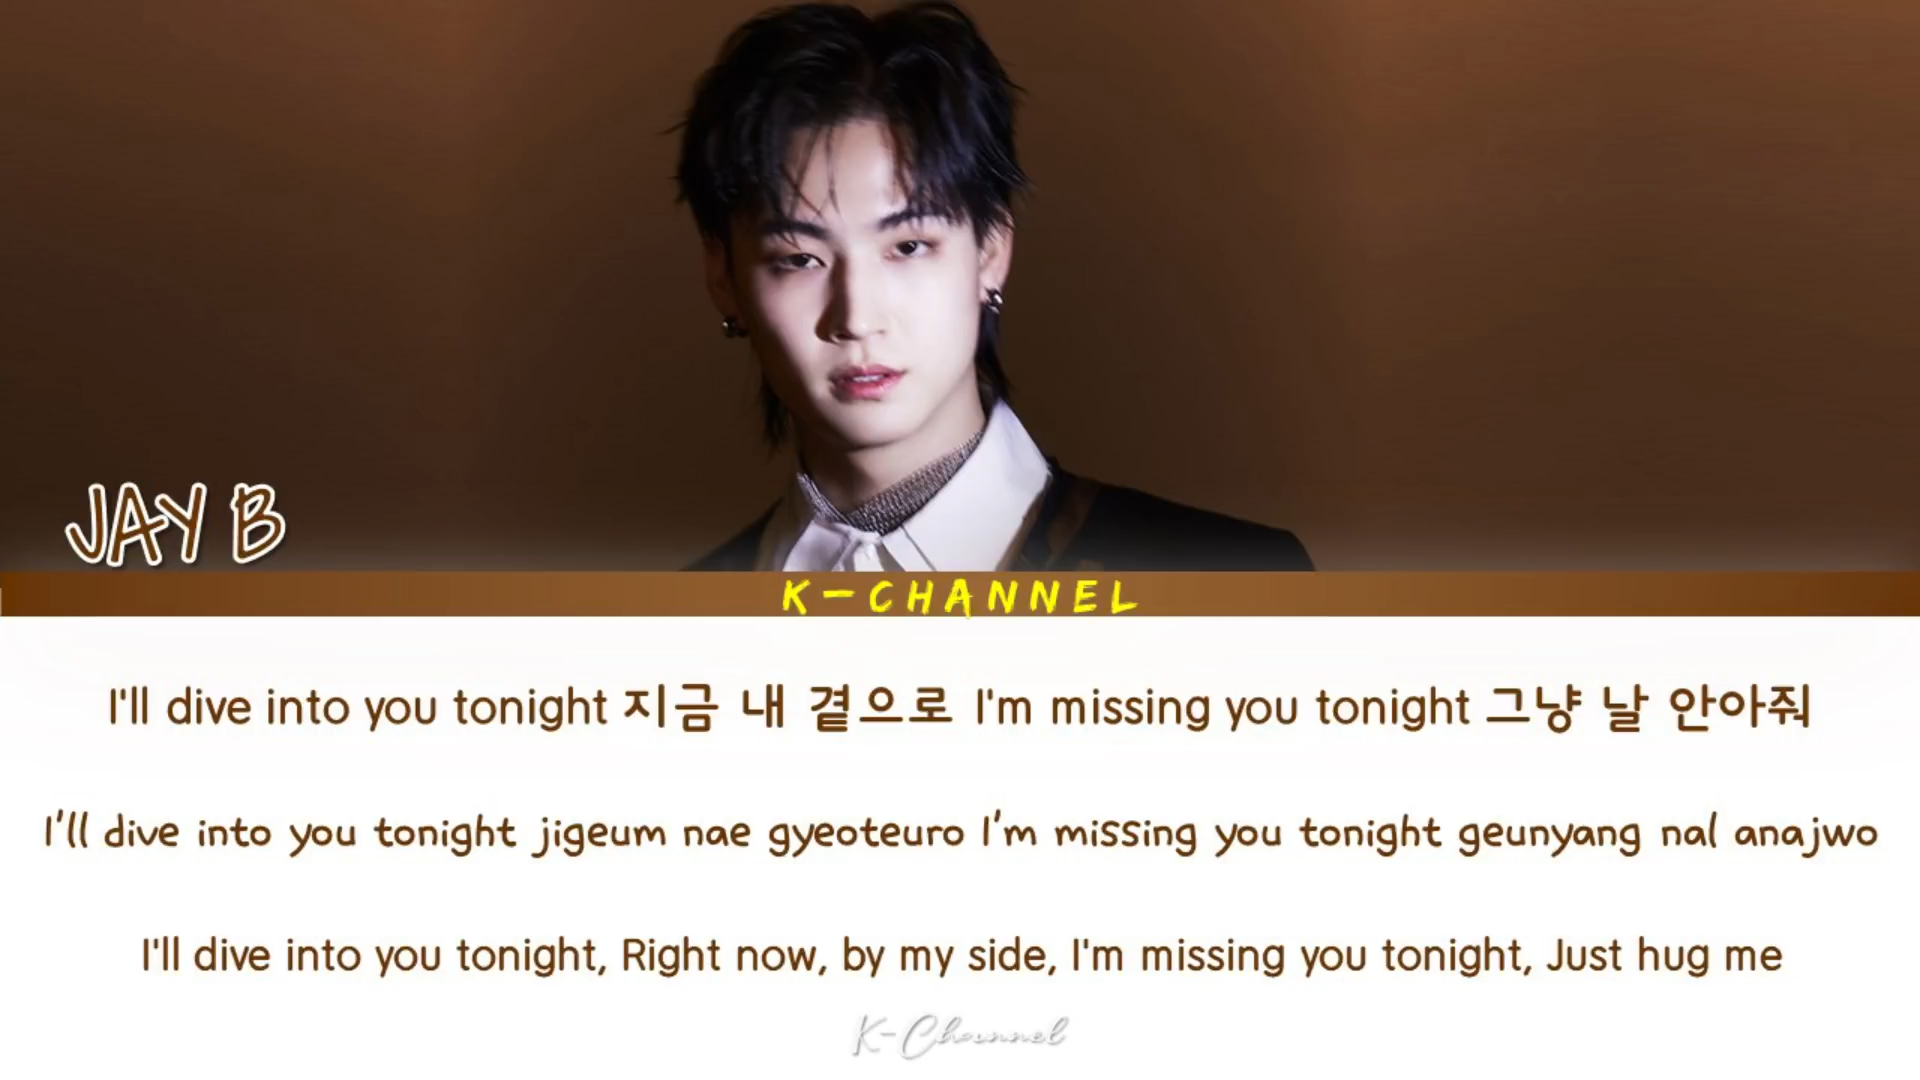 JAY B
K-CHANNEL
I'll dive into you tonight 지금 내 곁으로 I'm missing you tonight 그냥 날 안아줘
I'll dive into you tonight jigeum nae gyeoteuro I'm missing you tonight geunyang nal anajwo
I'll dive into you tonight, Right now, by my side, I'm missing you tonight, Just hug me
K-Channel